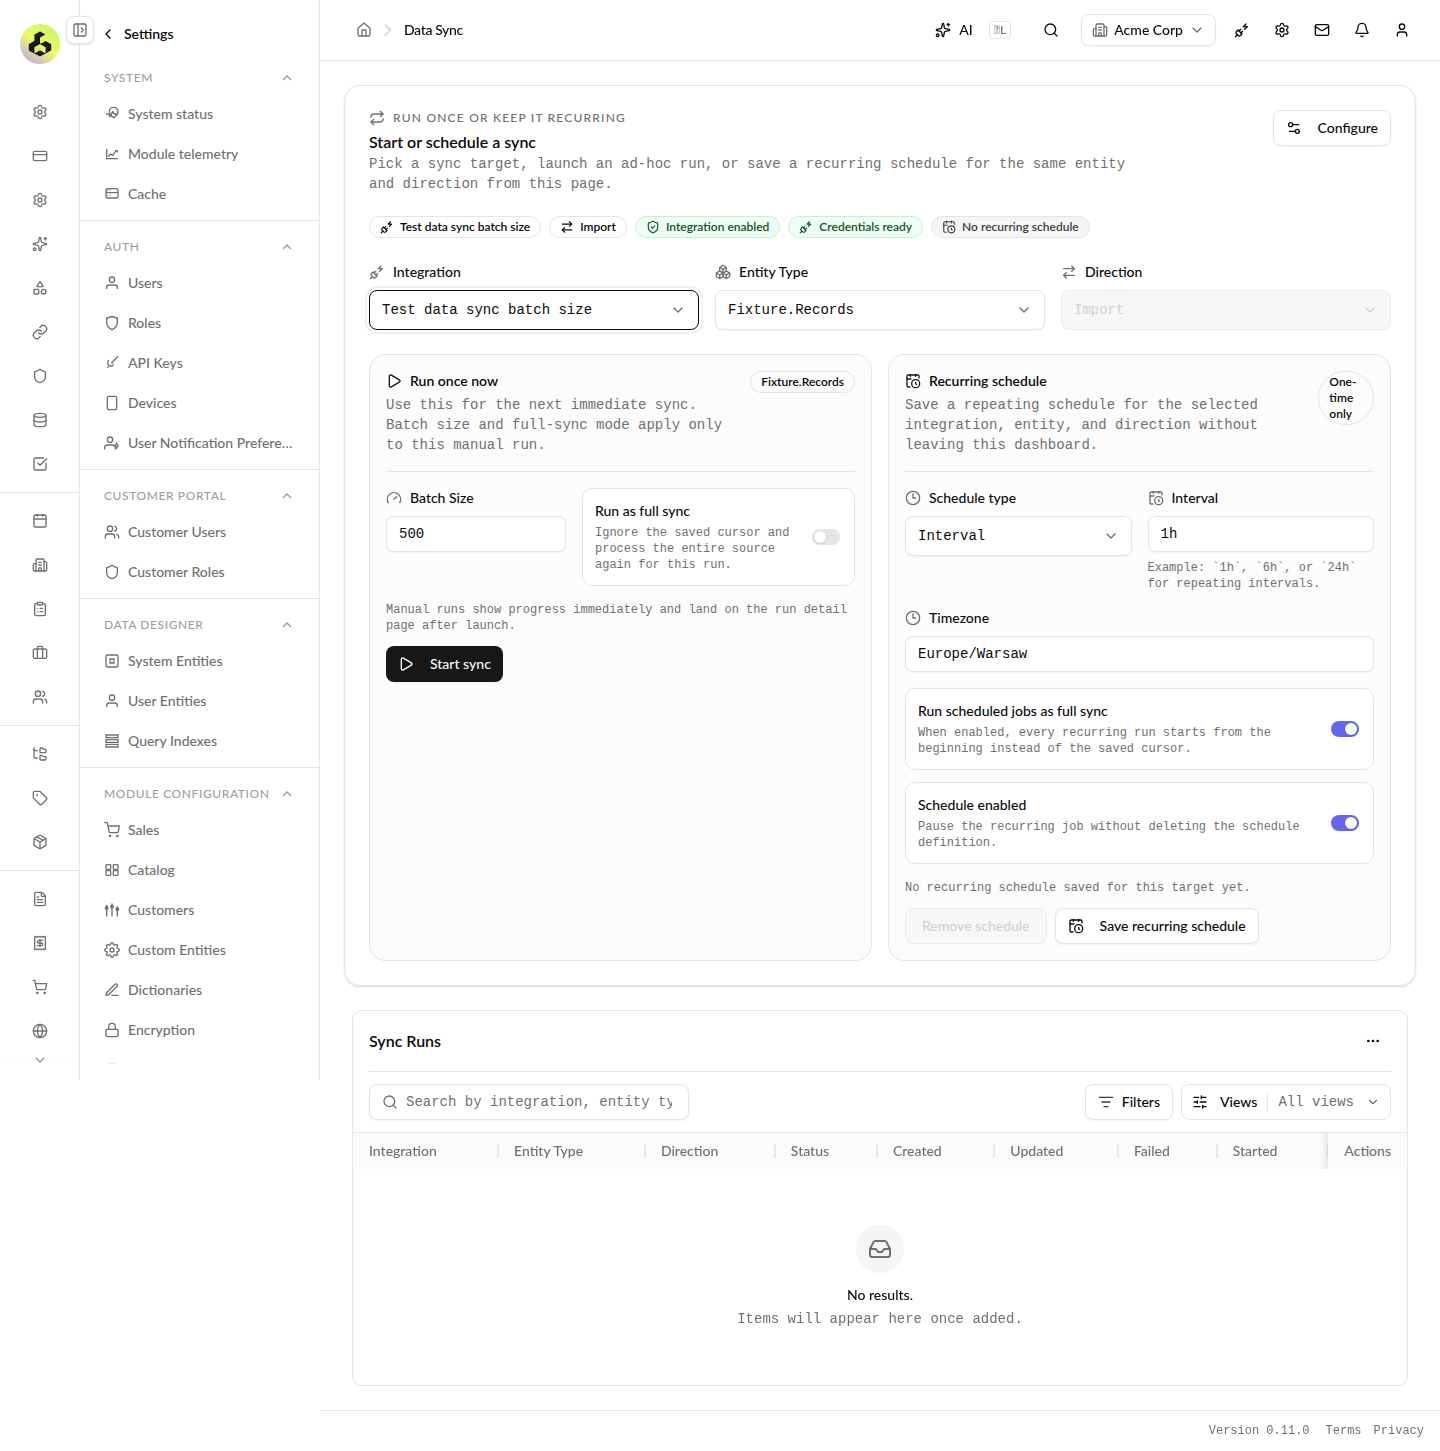 Settings
SYSTEM
System status
Module telemetry
Cache
AUTH
Users
Roles
API Keys
Devices
User Notification Prefere...
CUSTOMER PORTAL
Customer Users
Customer Roles
DATA DESIGNER
System Entities
User Entities
Query Indexes
MODULE CONFIGURATION
Sales
Catalog
Customers
Custom Entities
Dictionaries
Encryption
Data Sync
AI
Acme Corp
RUN ONCE OR KEEP IT RECURRING
Start or schedule a sync
Pick a sync target, launch an ad-hoc run, or save a recurring schedule for the same entity
and direction from this page.
Configure
Test data sync batch size
Import
Integration enabled
Credentials ready
No recurring schedule
Integration
Entity Type
Direction
Test data sync batch size
Fixture.Records
Import
Run once now
Fixture.Records
Use this for the next immediate sync.
Batch size and full-sync mode apply only
to this manual run.
Batch Size
500
Run as full sync
Ignore the saved cursor and
process the entire source
again for this run.
Manual runs show progress immediately and land on the run detail
page after launch.
Start sync
Recurring schedule
One-
time
only
Save a repeating schedule for the selected
integration, entity, and direction without
leaving this dashboard.
Schedule type
Interval
Interval
1h
Example: `1h`, `6h`, or `24h`
for repeating intervals.
Timezone
Europe/Warsaw
Run scheduled jobs as full sync
When enabled, every recurring run starts from the
beginning instead of the saved cursor.
Schedule enabled
Pause the recurring job without deleting the schedule
definition.
No recurring schedule saved for this target yet.
Remove schedule
Save recurring schedule
Sync Runs
Search by integration, entity ty
Filters
Views
All views
Integration
Entity Type
Direction
Status
Created
Updated
Failed
Started
Actions
No results.
Items will appear here once added.
Version 0.11.0
Terms
Privacy